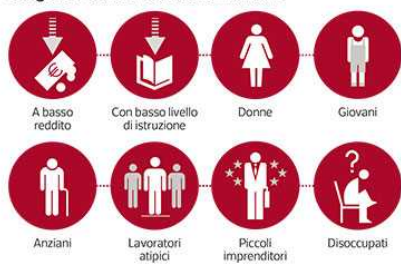 A basso
reddito
Con basso livello
di istruzione
Donne
Giovani
Anziani
Lavoratori
atipici
Piccoli
imprenditori
Disoccupati
?